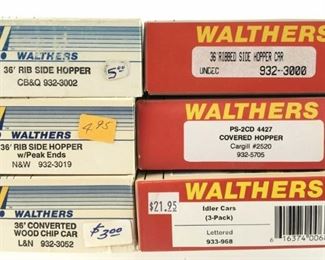 36' RIB SIDE HOPPER
CB&Q 932-3002
5.00
WALTHERS
36' RIBBED SIDE HOPPER CAR
UNDEC 932-3000
WALTHERS
36' RIB SIDE HOPPER
w/Peak Ends
N&W 932-3019
4.95
WALTHERS
PS-2CD 4427
COVERED HOPPER
Cargill #2520
932-5705
WALTHERS
36' CONVERTED
WOOD CHIP CAR
L&N 932-3052
$3.00
WALTHERS
$21.95
Idler Cars
(3-Pack)
Lettered
933-968